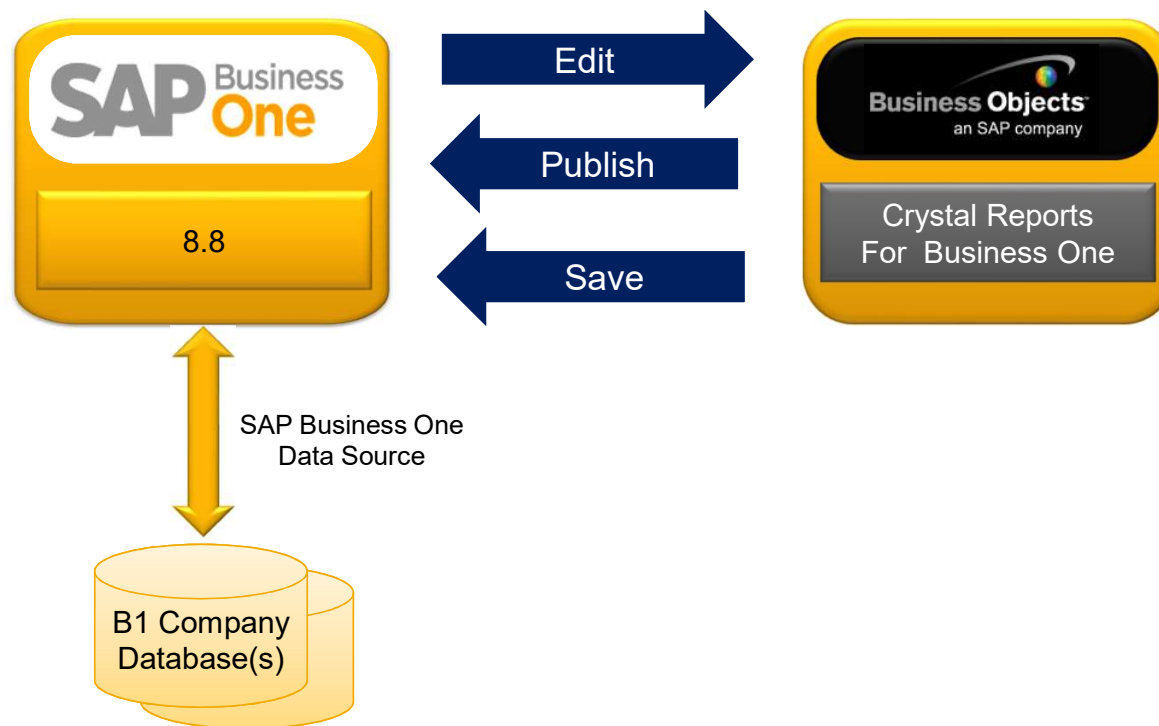 SAP Business One
8.8
Edit
Publish
Save
Business Objects™
an SAP company
Crystal Reports
For Business One
SAP Business One
Data Source
B1 Company
Database(s)